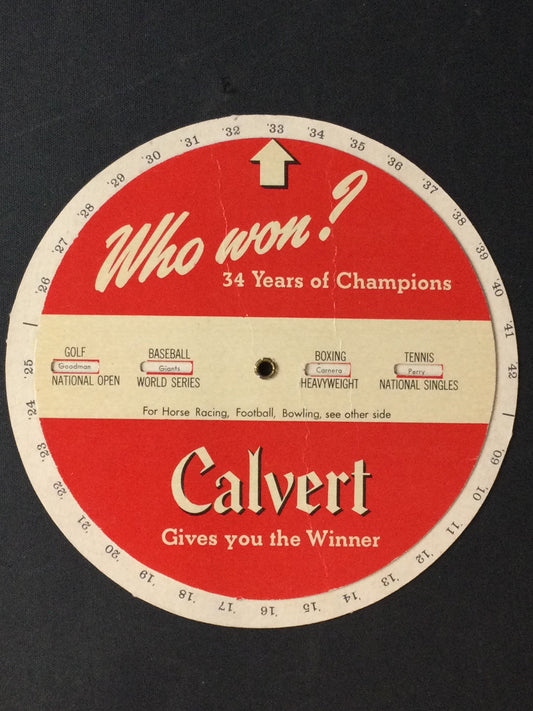 '09 '10 '11 '12 '13 '14 '15 '16 '17 '18 '19 '20 '21 '22 '23 '24 '25 '26 '27 '28 '29 '30 '31 '32 '33 '34 '35 '36 '37 '38 '39 '40 '41 '42
Who won?
34 Years of Champions
GOLF
Goodman
NATIONAL OPEN
BASEBALL
Giants
WORLD SERIES
BOXING
Carnera
HEAVYWEIGHT
TENNIS
Perry
NATIONAL SINGLES
For Horse Racing, Football, Bowling, see other side
Calvert
Gives you the Winner